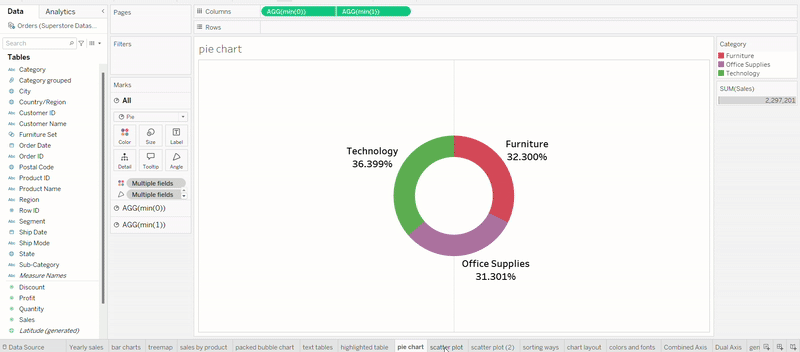 Data
Analytics
Orders (Superstore Datas...
Search
Tables
Category
Category grouped
City
Country/Region
Customer ID
Customer Name
Furniture Set
Order Date
Order ID
Postal Code
Product ID
Product Name
Region
Row ID
Segment
Ship Date
Ship Mode
State
Sub-Category
Measure Names
Discount
Profit
Quantity
Sales
Latitude (generated)
Pages
Filters
Marks
All
Pie
Color
Size
Label
Detail
Tooltip
Angle
Multiple fields
Multiple fields
AGG(min(0))
AGG(min(1))
Columns
AGG(min(0))
AGG(min(1))
Rows
pie chart
Technology
36.399%
Furniture
32.300%
Office Supplies
31.301%
Category
Furniture
Office Supplies
Technology
SUM(Sales)
2,297,201
Data Source
Yearly sales
bar charts
treemap
sales by product
packed bubble chart
text tables
highlighted table
pie chart
scatter plot
scatter plot (2)
sorting ways
chart layout
colors and fonts
Combined Axis
Dual Axis
geri